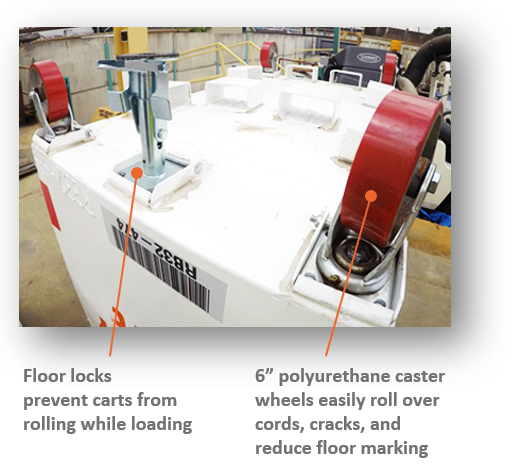 RB32-474
Floor locks
prevent carts from
rolling while loading
6” polyurethane caster
wheels easily roll over
cords, cracks, and
reduce floor marking